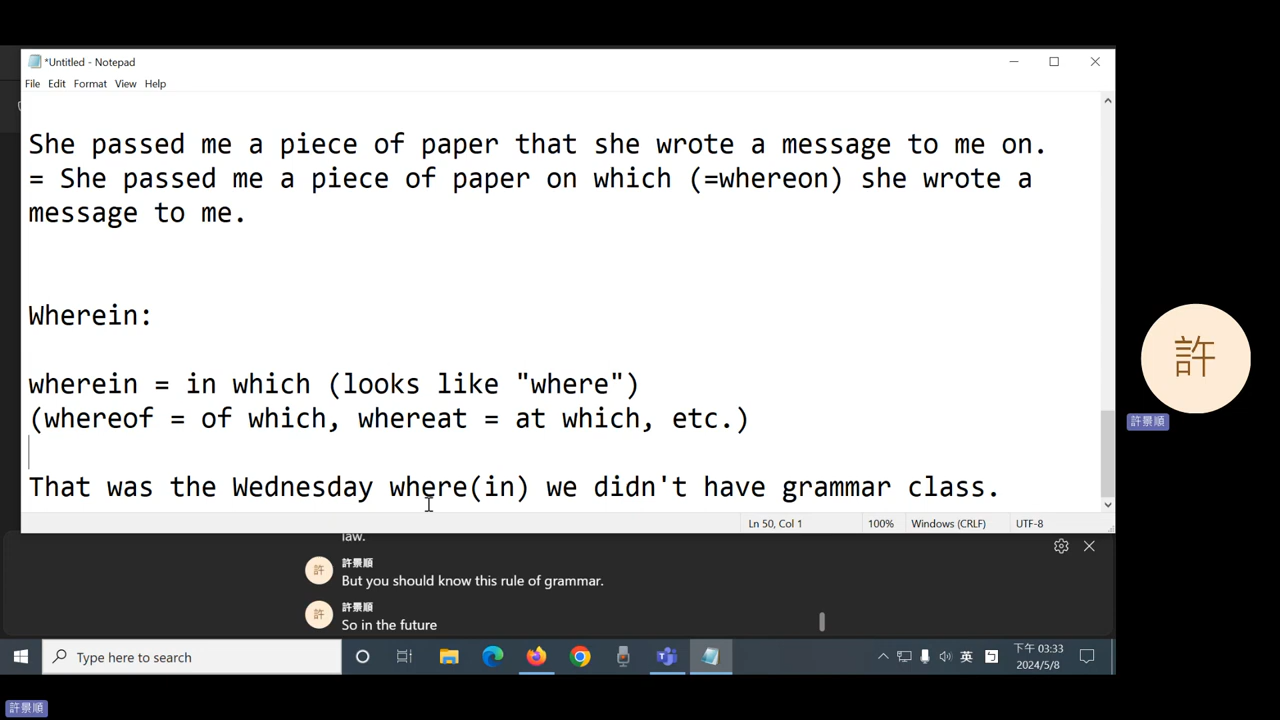 *Untitled - Notepad
File Edit Format View Help
She passed me a piece of paper that she wrote a message to me on.
= She passed me a piece of paper on which (=whereon) she wrote a
message to me.
Wherein:
wherein = in which (looks like "where")
(whereof = of which, whereat = at which, etc.)
That was the Wednesday where(in) we didn't have grammar class.
Ln 50, Col 1 100% Windows (CRLF) UTF-8
許
許景順
law.
許
許景順
But you should know this rule of grammar.
許
許景順
So in the future
Type here to search
英
下午 03:33
2024/5/8
許景順